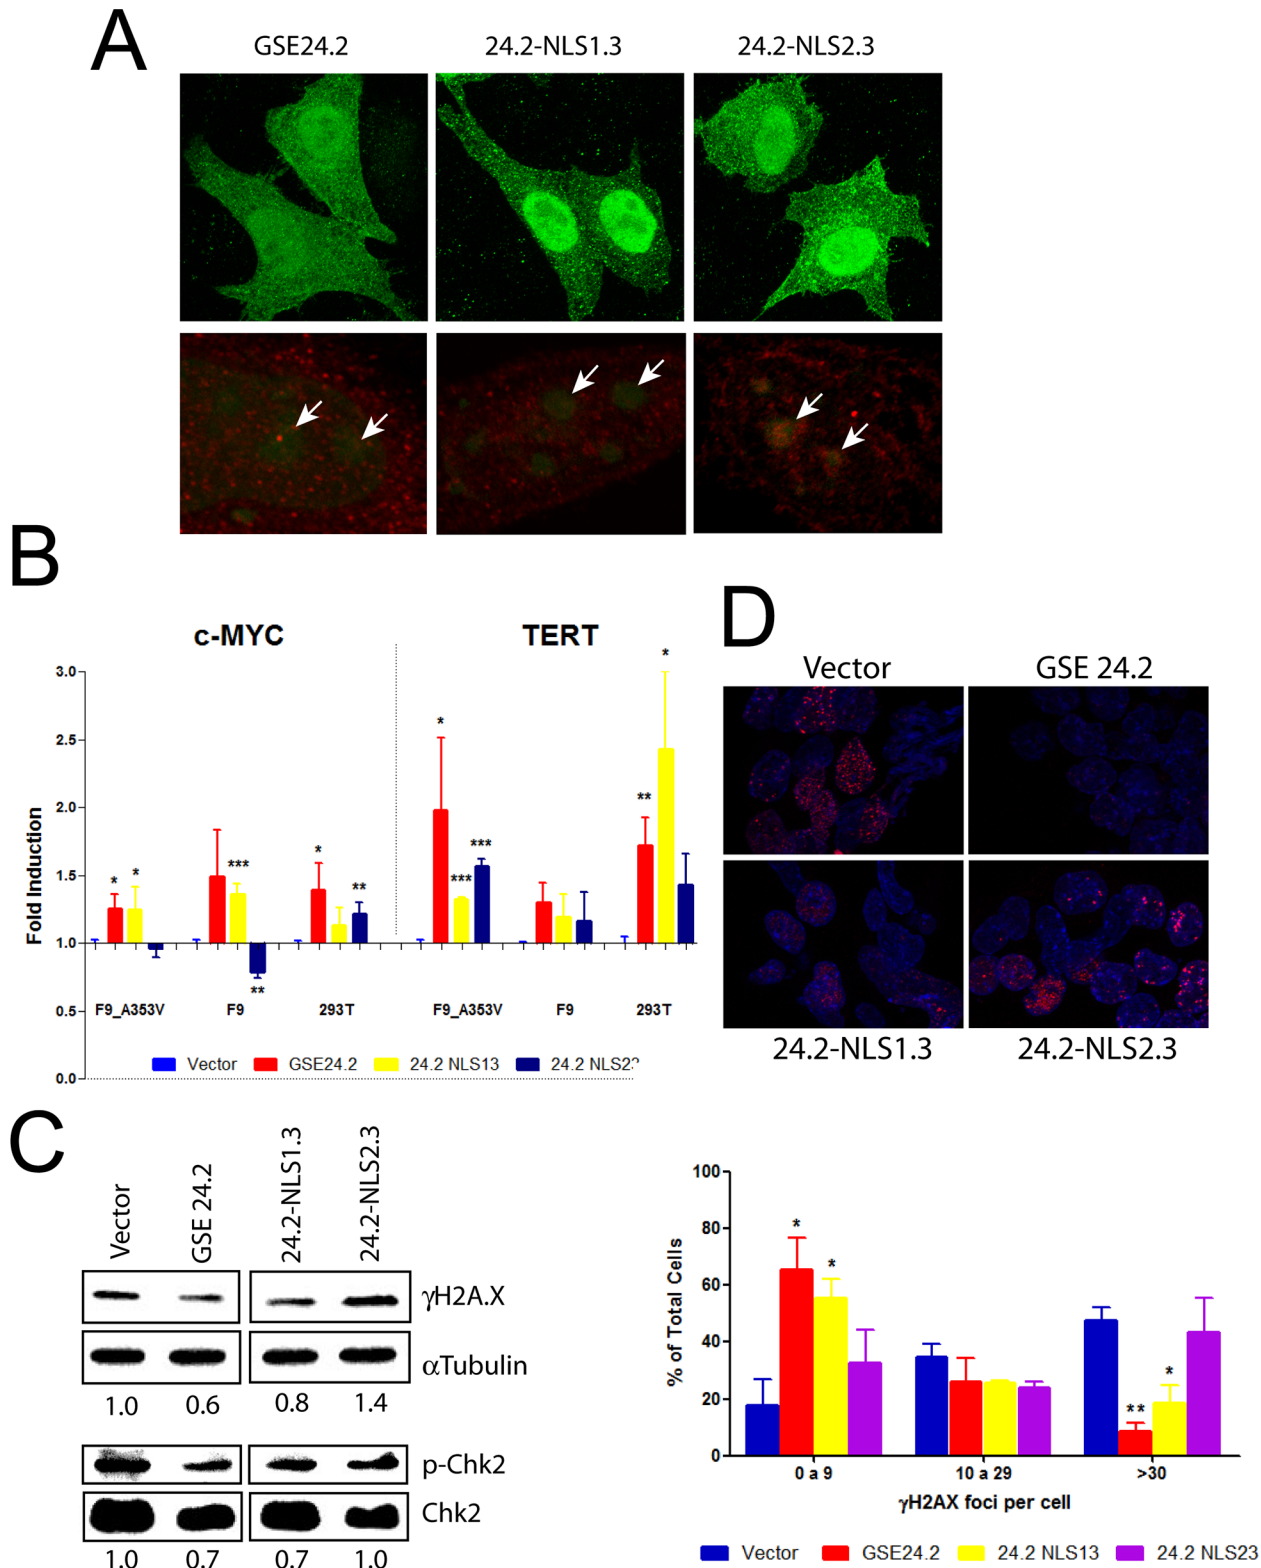 A
GSE24.2
24.2-NLS1.3
24.2-NLS2.3
B
c-MYC
TERT
Fold Induction
3.0
2.5
2.0
1.5
1.0
0.5
0.0
* * *** ** * ** * *** *** ** *
F9_A353V F9 293T F9_A353V F9 293T
Vector GSE24.2 24.2 NLS13 24.2 NLS23
C
Vector
GSE 24.2
24.2-NLS1.3
24.2-NLS2.3
γH2A.X
αTubulin
1.0 0.6 0.8 1.4
p-Chk2
Chk2
1.0 0.7 0.7 1.0
D
Vector
GSE 24.2
24.2-NLS1.3
24.2-NLS2.3
% of Total Cells
100
80
60
40
20
0
* * ** *
0 a 9 10 a 29 >30
γH2AX foci per cell
Vector GSE24.2 24.2 NLS13 24.2 NLS23